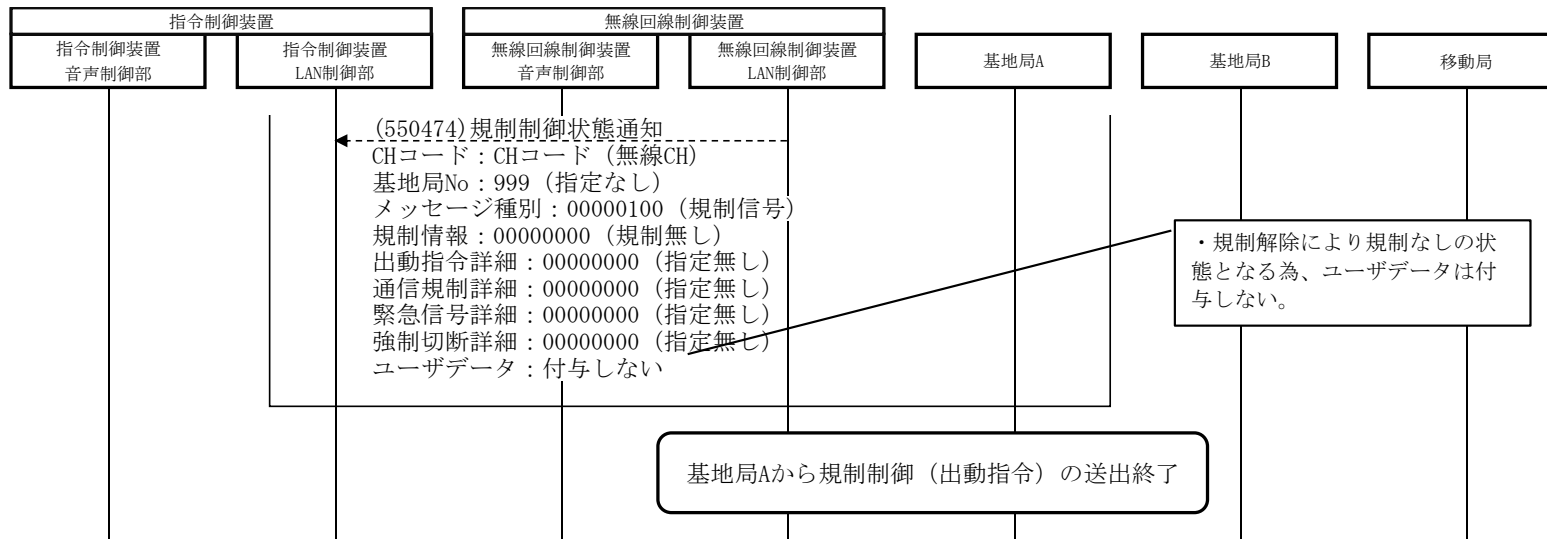 指令制御装置
無線回線制御装置
指令制御装置
音声制御部
指令制御装置
LAN制御部
無線回線制御装置
音声制御部
無線回線制御装置
LAN制御部
基地局A
基地局B
移動局
(550474)規制制御状態通知
CHコード：CHコード（無線CH）
基地局No：999（指定なし）
メッセージ種別：00000100（規制信号）
規制情報：00000000（規制無し）
出動指令詳細：00000000（指定無し）
通信規制詳細：00000000（指定無し）
緊急信号詳細：00000000（指定無し）
強制切断詳細：00000000（指定無し）
ユーザデータ：付与しない
・規制解除により規制なしの状
態となる為、ユーザデータは付
与しない。
基地局Aから規制制御（出動指令）の送出終了